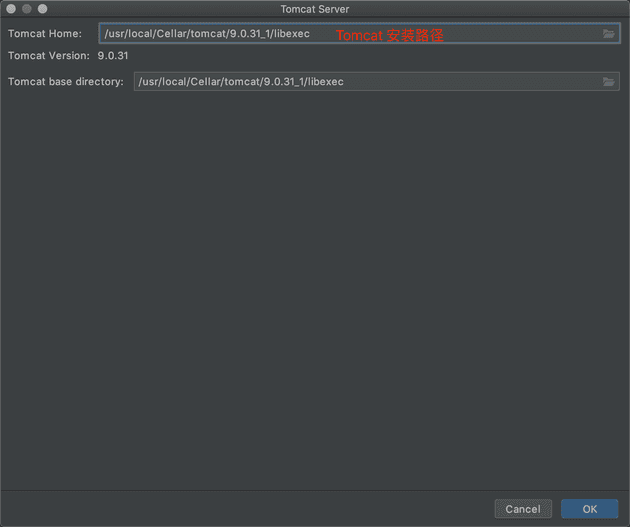 Tomcat Server
Tomcat Home: /usr/local/Cellar/tomcat/9.0.31_1/libexec Tomcat 安装路径
Tomcat Version: 9.0.31
Tomcat base directory: /usr/local/Cellar/tomcat/9.0.31_1/libexec
Cancel OK